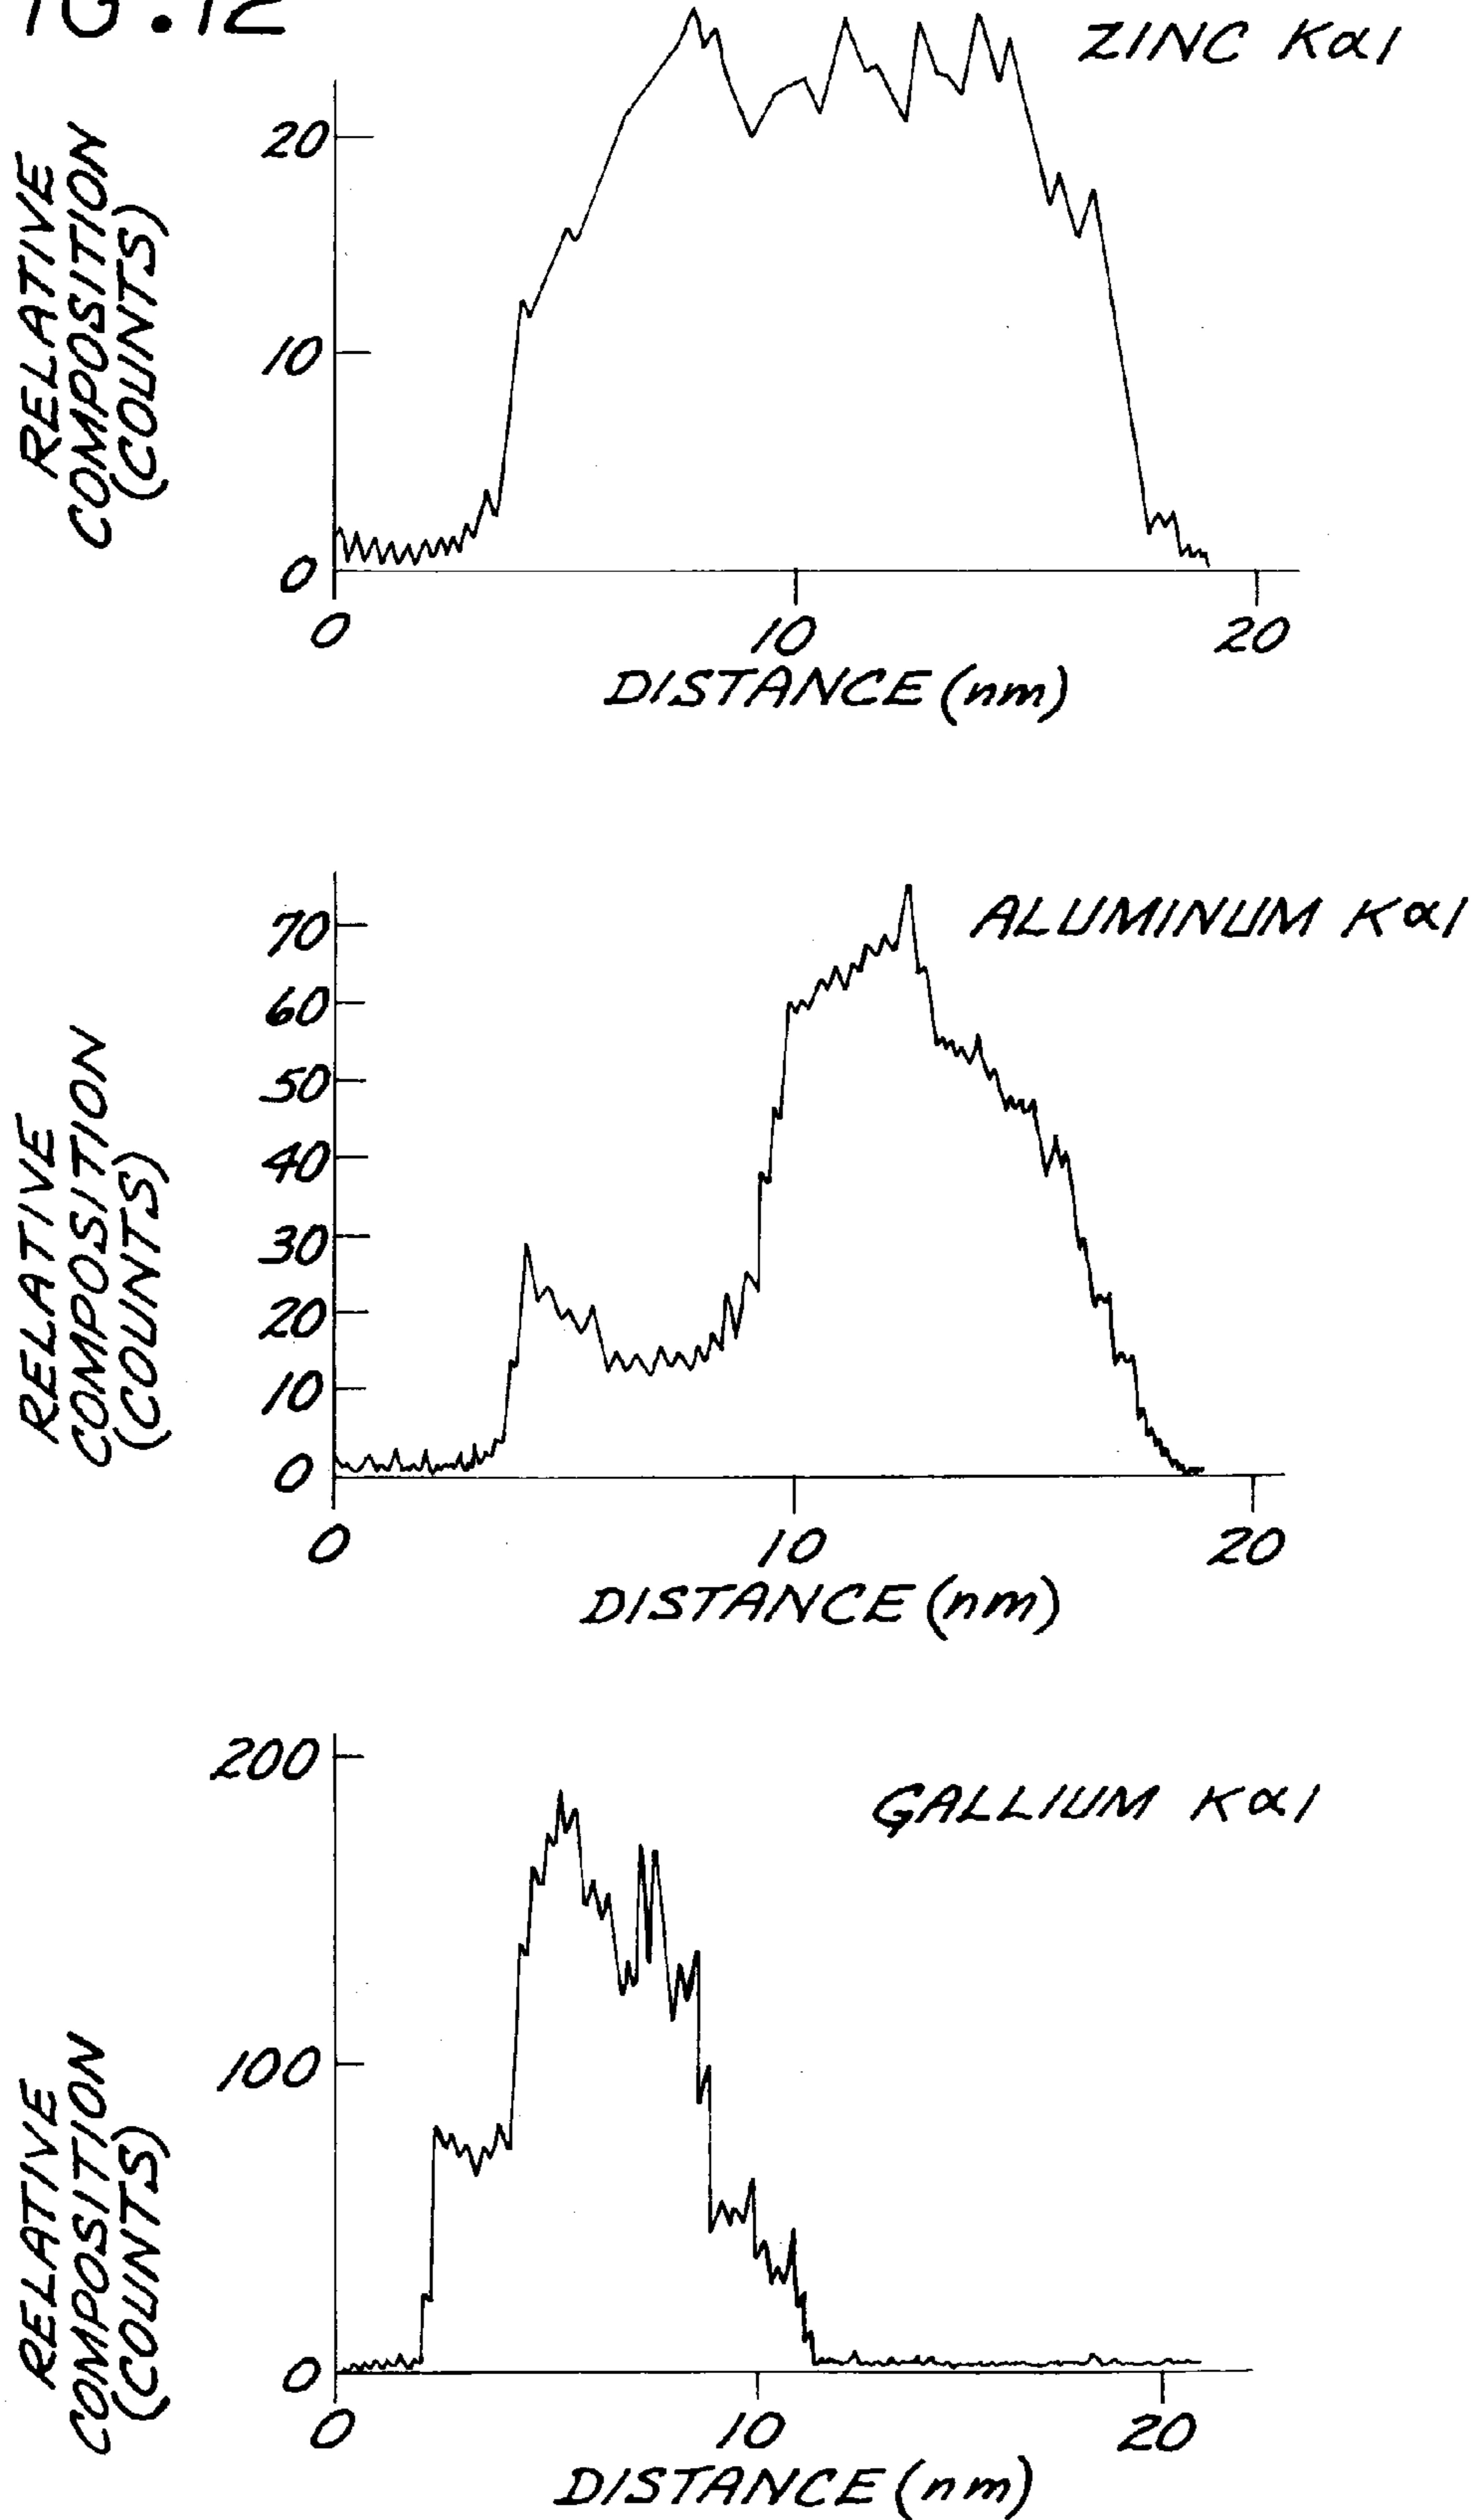 FIG.12
ZINC Kα1
RELATIVE
COMPOSITION
(COUNTS)
20
10
0
0 10 20
DISTANCE (nm)
ALUMINUM Kα1
RELATIVE
COMPOSITION
(COUNTS)
70
60
50
40
30
20
10
0
0 10 20
DISTANCE (nm)
GALLIUM Kα1
RELATIVE
COMPOSITION
(COUNTS)
200
100
0
0 10 20
DISTANCE (nm)